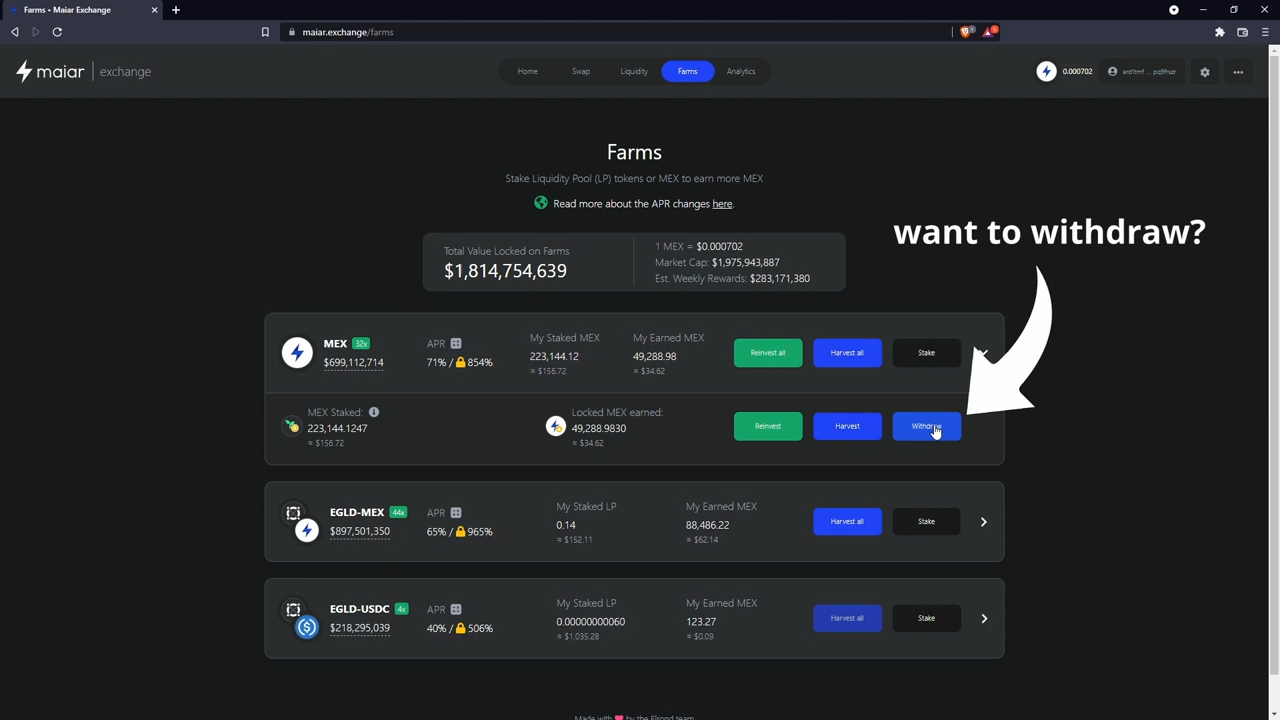 Farms • Maiar Exchange
maiar.exchange/farms
maiar exchange
Home Swap Liquidity Farms Analytics
0.000702
Farms
Stake Liquidity Pool (LP) tokens or MEX to earn more MEX
Read more about the APR changes here.
want to withdraw?
Total Value Locked on Farms
$1,814,754,639
1 MEX = $0.000702
Market Cap: $1,975,943,887
Est. Weekly Rewards: $283,171,380
MEX 32x
$699,112,714
APR
71% / 854%
My Staked MEX
223,144.12
≈ $156.72
My Earned MEX
49,288.98
≈ $34.62
Reinvest all Harvest all Stake
MEX Staked:
223,144.1247
≈ $156.72
Locked MEX earned:
49,288.9830
≈ $34.62
Reinvest Harvest Withdraw
EGLD-MEX 44x
$897,501,350
APR
65% / 965%
My Staked LP
0.14
≈ $152.11
My Earned MEX
88,486.22
≈ $62.14
Harvest all Stake
EGLD-USDC 4x
$218,295,039
APR
40% / 506%
My Staked LP
0.00000000060
≈ $1,035.28
My Earned MEX
123.27
≈ $0.09
Harvest all Stake
Made with by the Elrond team